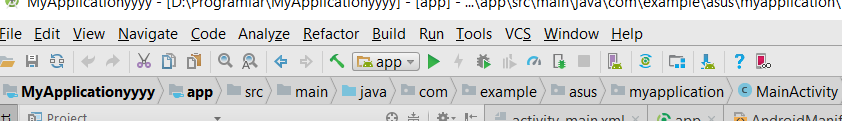 MyApplicationyyyy - [D:\Programlar\MyApplicationyyyy] - [app] - ...\app\src\main\java\com\example\asus\myapplication\
File Edit View Navigate Code Analyze Refactor Build Run Tools VCS Window Help
app
MyApplicationyyyy app src main java com example asus myapplication MainActivity
Project activity_main.xml app AndroidManif